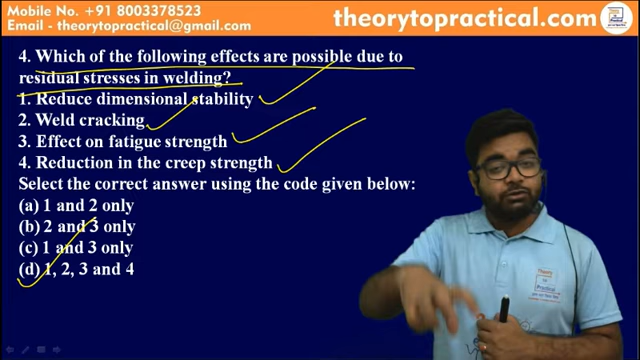 Mobile No. +91 8003378523
Email - theorytopractical@gmail.com
theorytopractical.com
4. Which of the following effects are possible due to
residual stresses in welding?
1. Reduce dimensional stability
2. Weld cracking
3. Effect on fatigue strength
4. Reduction in the creep strength
Select the correct answer using the code given below:
(a) 1 and 2 only
(b) 2 and 3 only
(c) 1 and 3 only
(d) 1, 2, 3 and 4
Theory
to
Practical